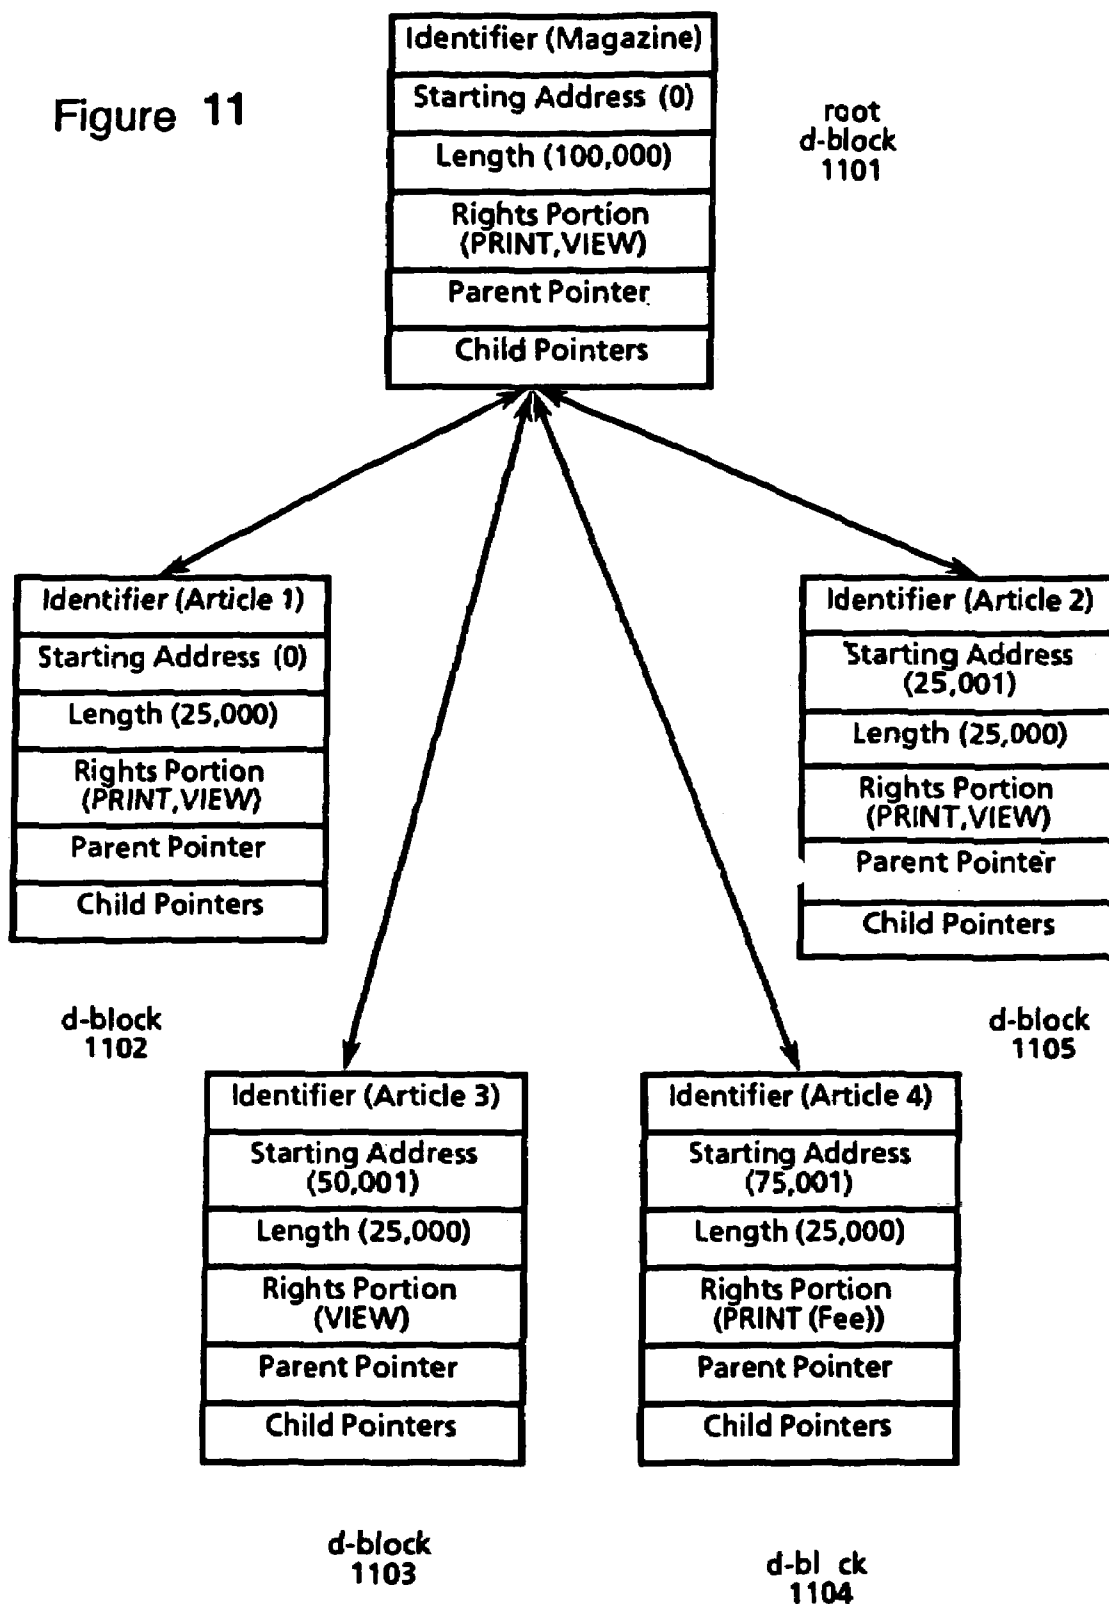 Figure 11
Identifier (Magazine)
Starting Address (0)
Length (100,000)
Rights Portion
(PRINT,VIEW)
Parent Pointer
Child Pointers
root
d-block
1101
Identifier (Article 1)
Starting Address (0)
Length (25,000)
Rights Portion
(PRINT,VIEW)
Parent Pointer
Child Pointers
d-block
1102
Identifier (Article 2)
Starting Address
(25,001)
Length (25,000)
Rights Portion
(PRINT,VIEW)
Parent Pointer
Child Pointers
d-block
1105
Identifier (Article 3)
Starting Address
(50,001)
Length (25,000)
Rights Portion
(VIEW)
Parent Pointer
Child Pointers
d-block
1103
Identifier (Article 4)
Starting Address
(75,001)
Length (25,000)
Rights Portion
(PRINT (Fee))
Parent Pointer
Child Pointers
d-bl ck
1104